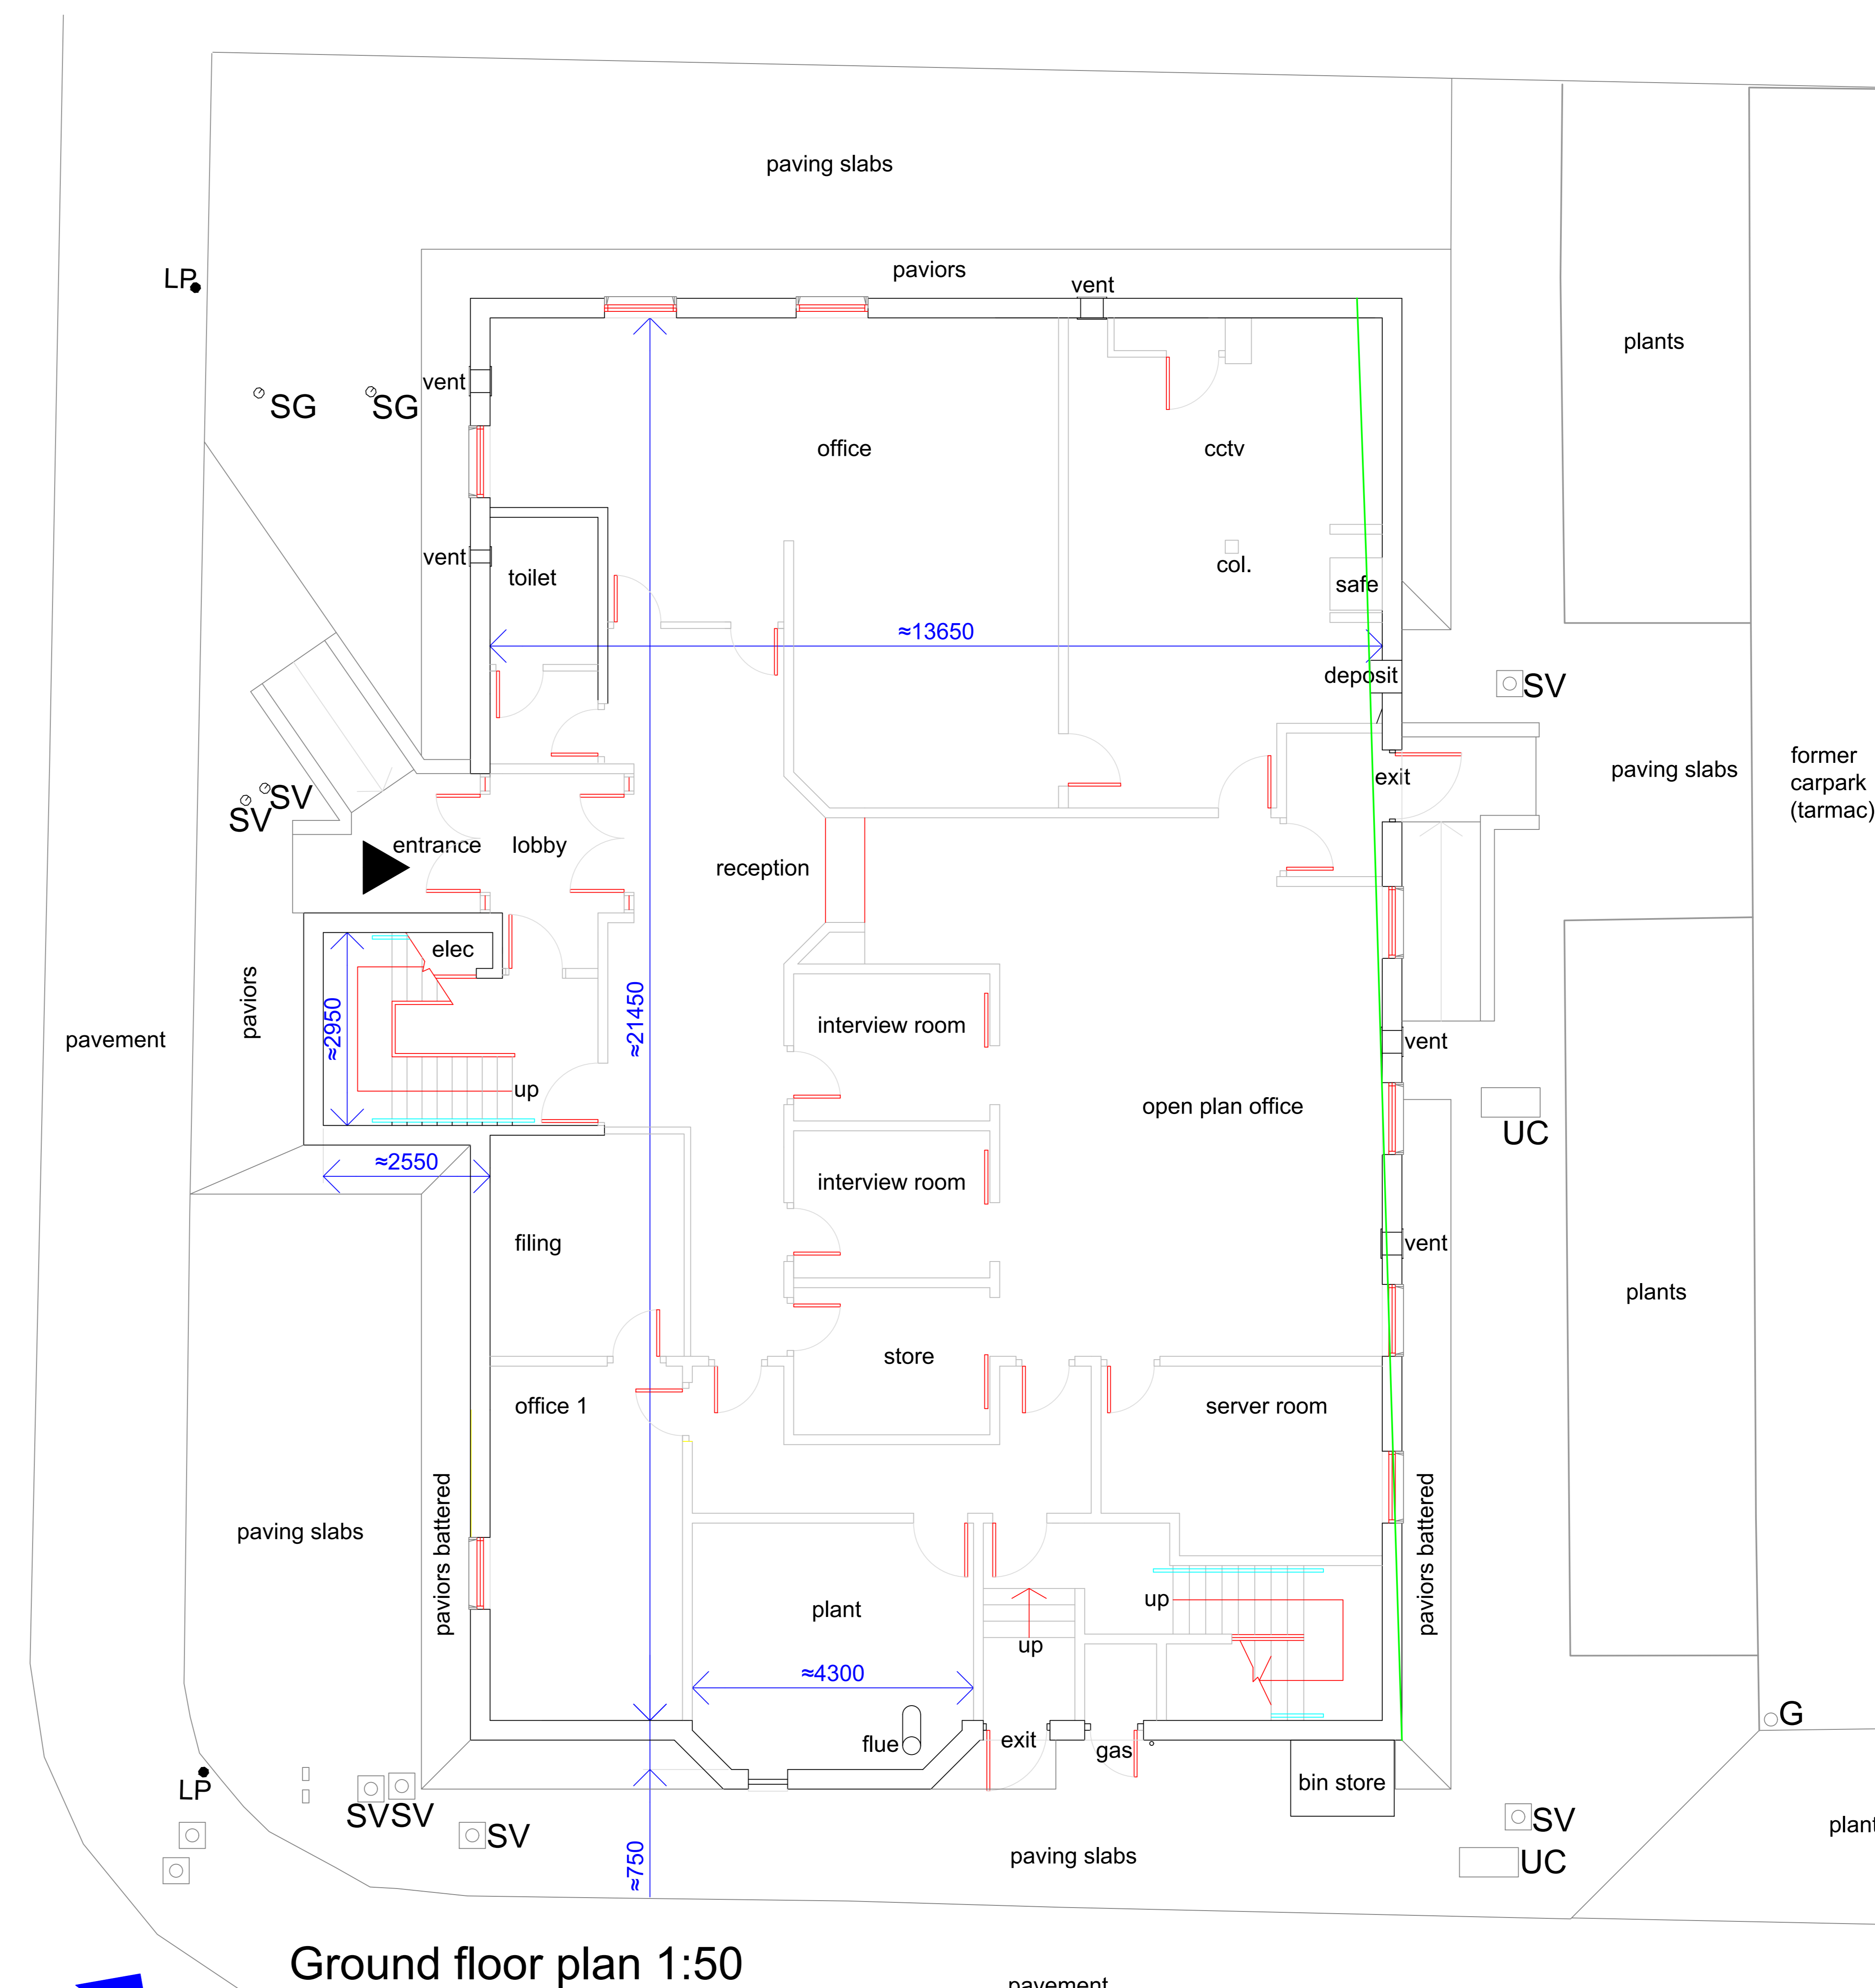 paving slabs
paviors
LP
vent
plants
vent
SG
SG
office
cctv
vent
toilet
col.
safe
≈13650
deposit
SV
exit
paving slabs
former
carpark
(tarmac)
SV
SV
entrance
lobby
reception
elec
paviors
≈2950
≈21450
interview room
pavement
vent
up
open plan office
UC
≈2550
interview room
filing
vent
plants
store
office 1
server room
paving slabs
paviors battered
paviors battered
plant
up
up
≈4300
G
flue
exit
gas
bin store
LP
SV
SV
SV
SV
≈750
paving slabs
UC
plant
Ground floor plan 1:50
pavement